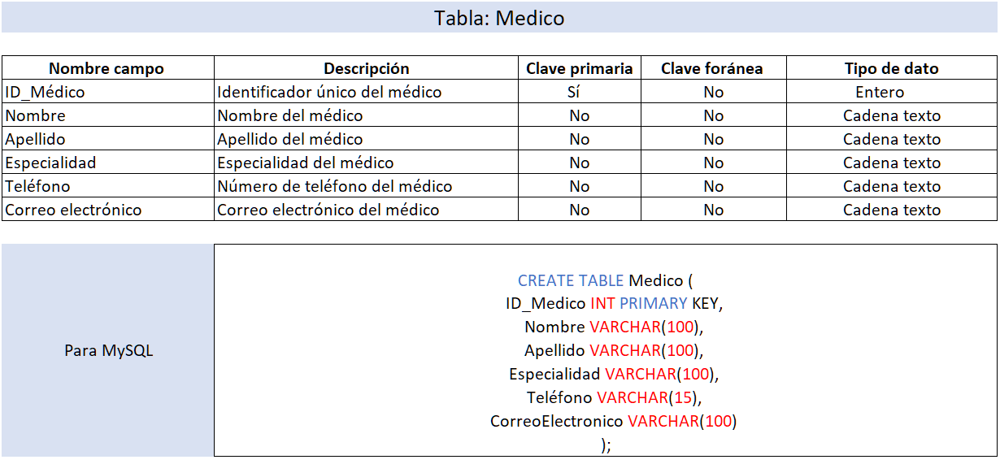 Tabla: Medico
Nombre campo Descripción Clave primaria Clave foránea Tipo de dato
ID_Médico Identificador único del médico Sí No Entero
Nombre Nombre del médico No No Cadena texto
Apellido Apellido del médico No No Cadena texto
Especialidad Especialidad del médico No No Cadena texto
Teléfono Número de teléfono del médico No No Cadena texto
Correo electrónico Correo electrónico del médico No No Cadena texto
Para MySQL
CREATE TABLE Medico (
ID_Medico INT PRIMARY KEY,
Nombre VARCHAR(100),
Apellido VARCHAR(100),
Especialidad VARCHAR(100),
Teléfono VARCHAR(15),
CorreoElectronico VARCHAR(100)
);